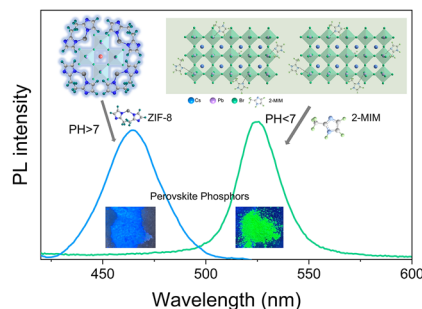 Cs Pb Br 2-MIM
ZIF-8
PH>7
PH<7
2-MIM
Perovskite Phosphors
PL intensity
450 500 550 600
Wavelength (nm)